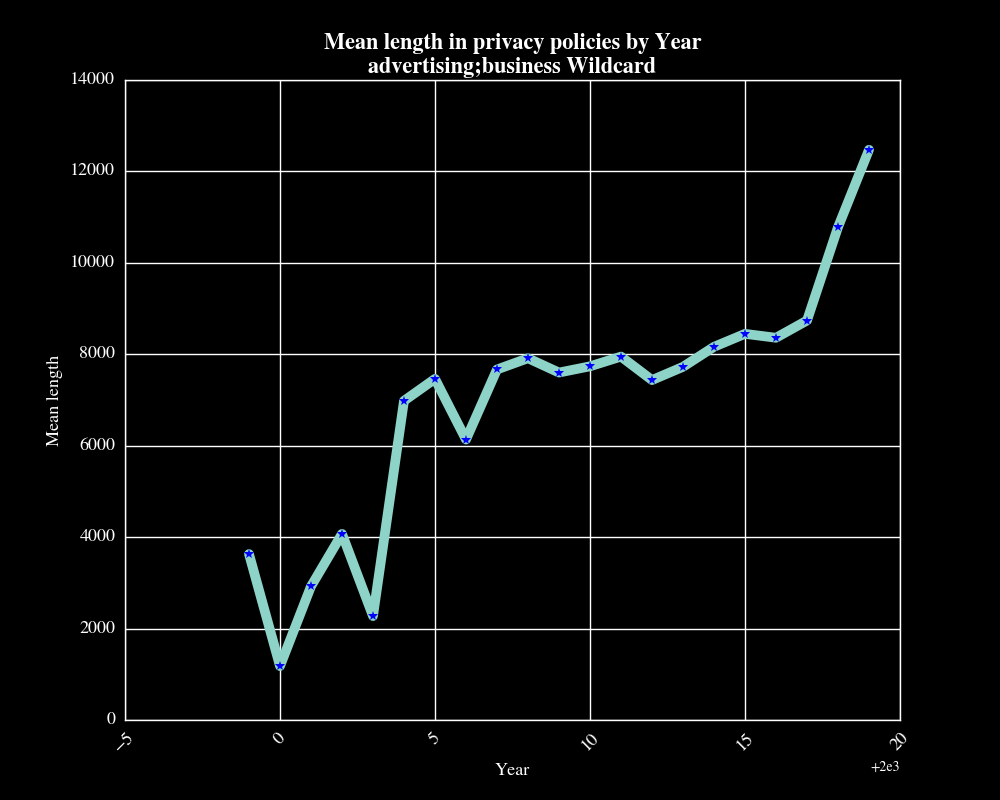 Mean length in privacy policies by Year
advertising;business Wildcard
14000
12000
10000
8000
6000
4000
2000
0
Mean length
−5
0
5
10
15
20
Year
+2e3